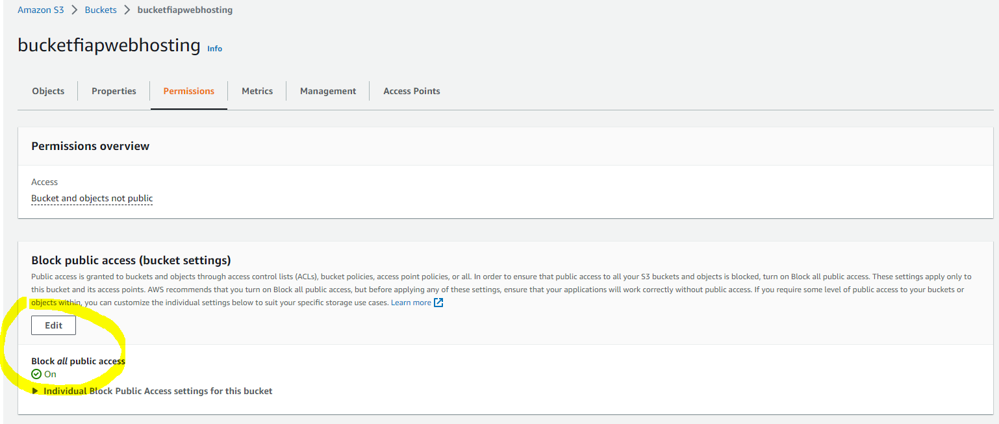 Amazon S3 > Buckets > bucketfiapwebhosting
bucketfiapwebhosting Info
Objects Properties Permissions Metrics Management Access Points
Permissions overview
Access
Bucket and objects not public
Block public access (bucket settings)
Public access is granted to buckets and objects through access control lists (ACLs), bucket policies, access point policies, or all. In order to ensure that public access to all your S3 buckets and objects is blocked, turn on Block all public access. These settings apply only to
this bucket and its access points. AWS recommends that you turn on Block all public access, but before applying any of these settings, ensure that your applications will work correctly without public access. If you require some level of public access to your buckets or
objects within, you can customize the individual settings below to suit your specific storage use cases. Learn more
Edit
Block all public access
On
Individual Block Public Access settings for this bucket